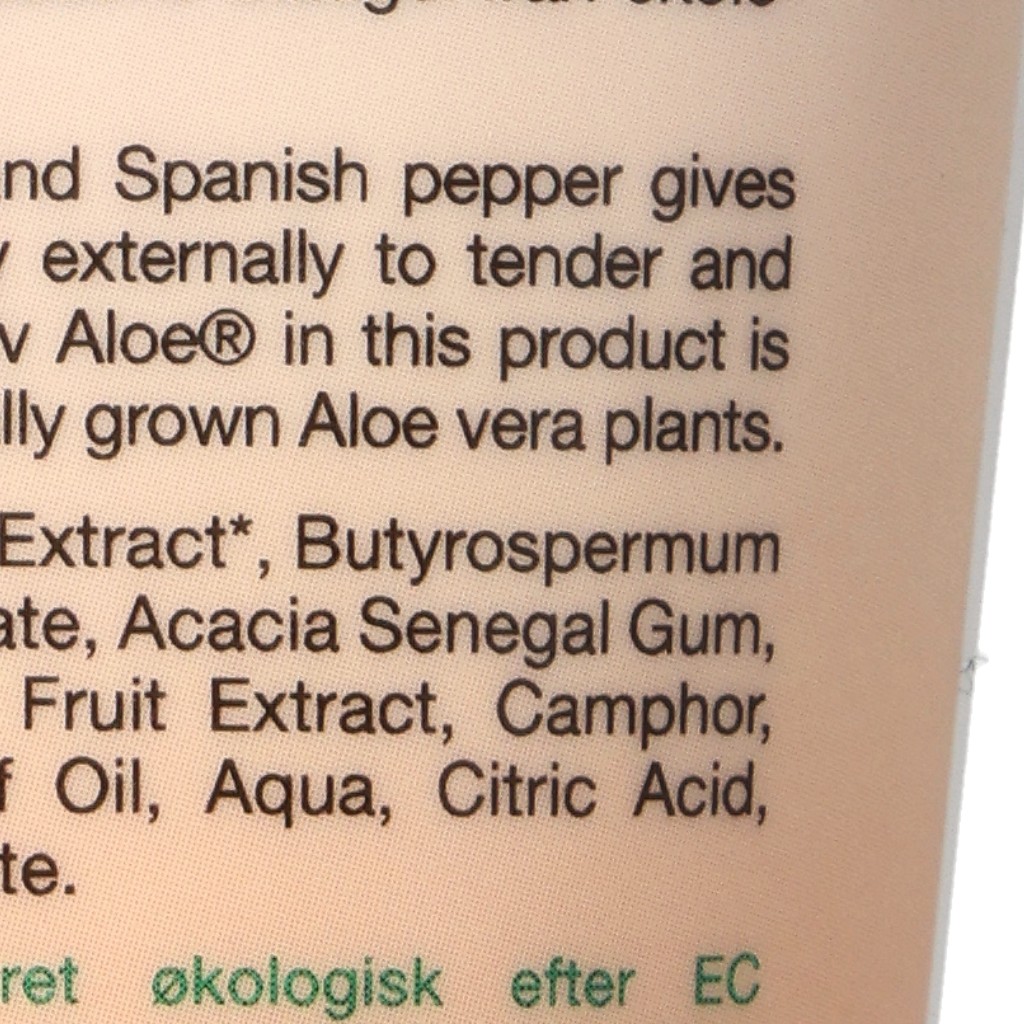 nd Spanish pepper gives
externally to tender and
Aloe® in this product is
lly grown Aloe vera plants.
Extract*, Butyrospermum
ate, Acacia Senegal Gum,
Fruit Extract, Camphor,
f Oil, Aqua, Citric Acid,
te.
ret økologisk efter EC